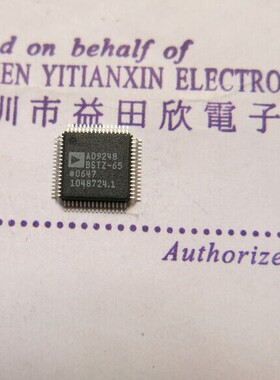 d on behalf of
EN YITIANXIN ELECTRO
圳市益田欣電子
AD9248
BSTZ-65
#0647
1048724.1
Authorize